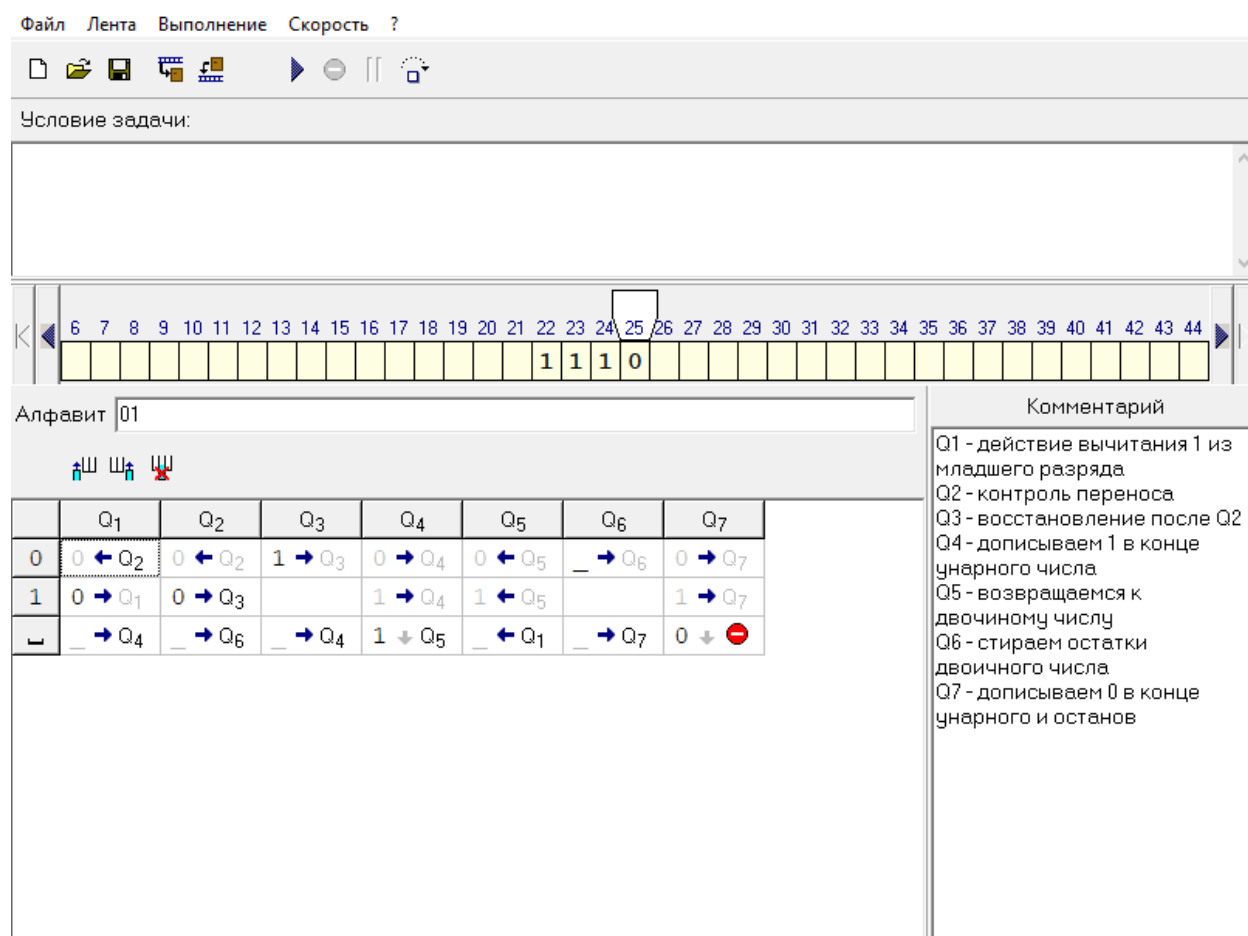 Файл Лента Выполнение Скорость ?
Условие задачи:
6 7 8 9 10 11 12 13 14 15 16 17 18 19 20 21 22 23 24 25 26 27 28 29 30 31 32 33 34 35 36 37 38 39 40 41 42 43 44
1 1 1 0
Алфавит 01
Q1 Q2 Q3 Q4 Q5 Q6 Q7
0 0 ← Q2 0 ← Q2 1 → Q3 0 → Q4 0 ← Q5 _ → Q6 0 → Q7
1 0 → Q1 0 → Q3 1 → Q4 1 ← Q5 1 → Q7
_ → Q4 _ → Q6 _ → Q4 1 ↓ Q5 _ ← Q1 _ → Q7 0 ↓
Комментарий
Q1 - действие вычитания 1 из
младшего разряда
Q2 - контроль переноса
Q3 - восстановление после Q2
Q4 - дописываем 1 в конце
унарного числа
Q5 - возвращаемся к
двочиному числу
Q6 - стираем остатки
двоичного числа
Q7 - дописываем 0 в конце
унарного и останов